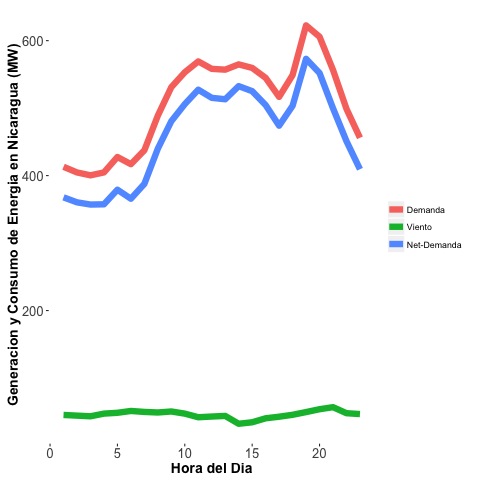 Generacion y Consumo de Energia en Nicaragua (MW)
600
400
200
0
5
10
15
20
Hora del Dia
Demanda
Viento
Net-Demanda